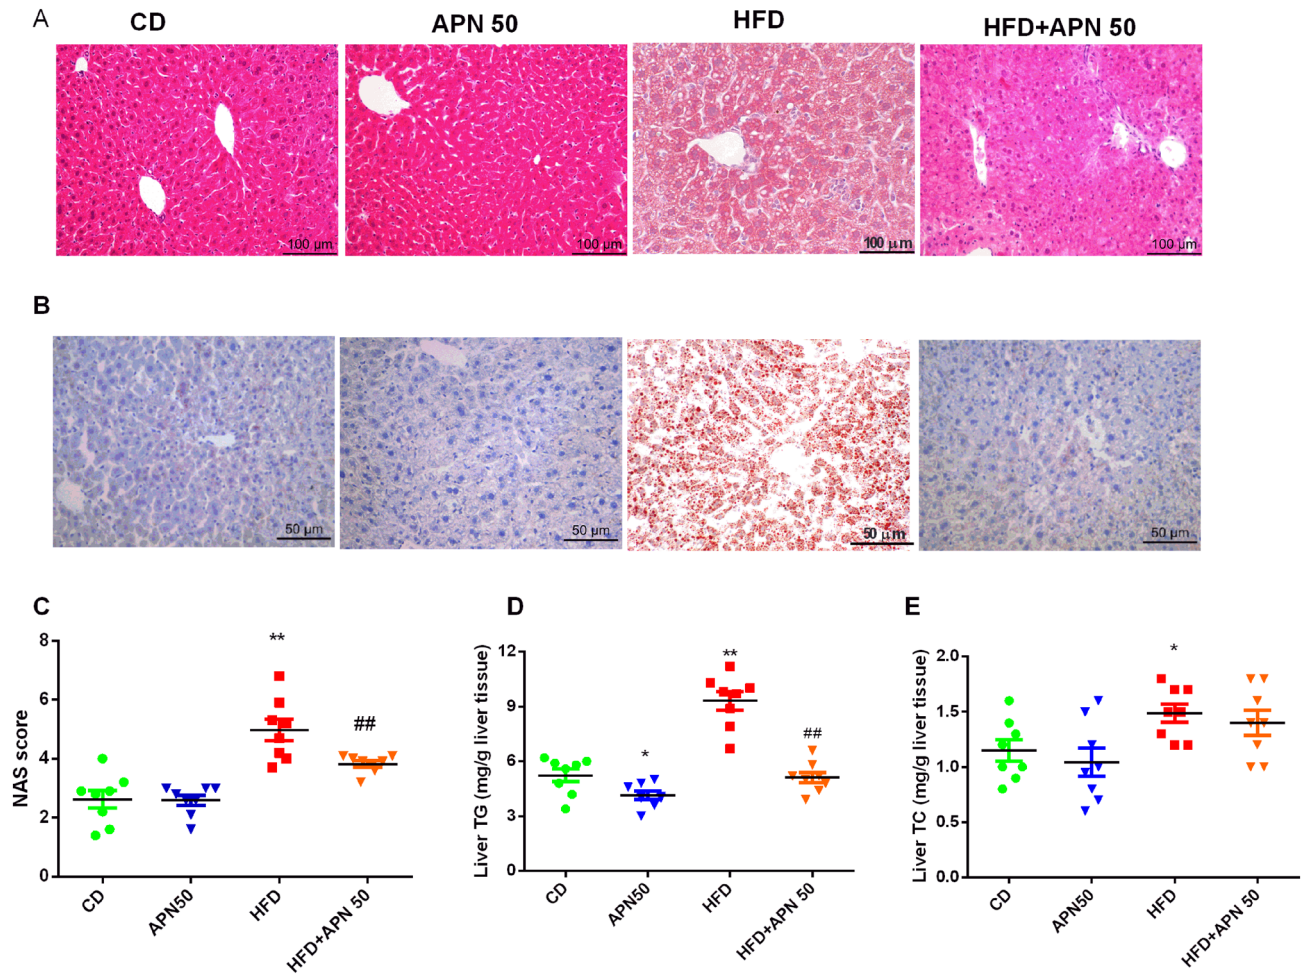 A
CD
APN 50
HFD
HFD+APN 50
100 µm
100 µm
100 µm
100 µm
B
50 µm
50 µm
50 µm
50 µm
C
NAS score
8
6
4
2
0
**
##
CD
APN50
HFD
HFD+APN 50
D
Liver TG (mg/g liver tissue)
12
9
6
3
0
*
**
##
CD
APN50
HFD
HFD+APN 50
E
Liver TC (mg/g liver tissue)
2.0
1.5
1.0
0.5
0.0
*
CD
APN50
HFD
HFD+APN 50